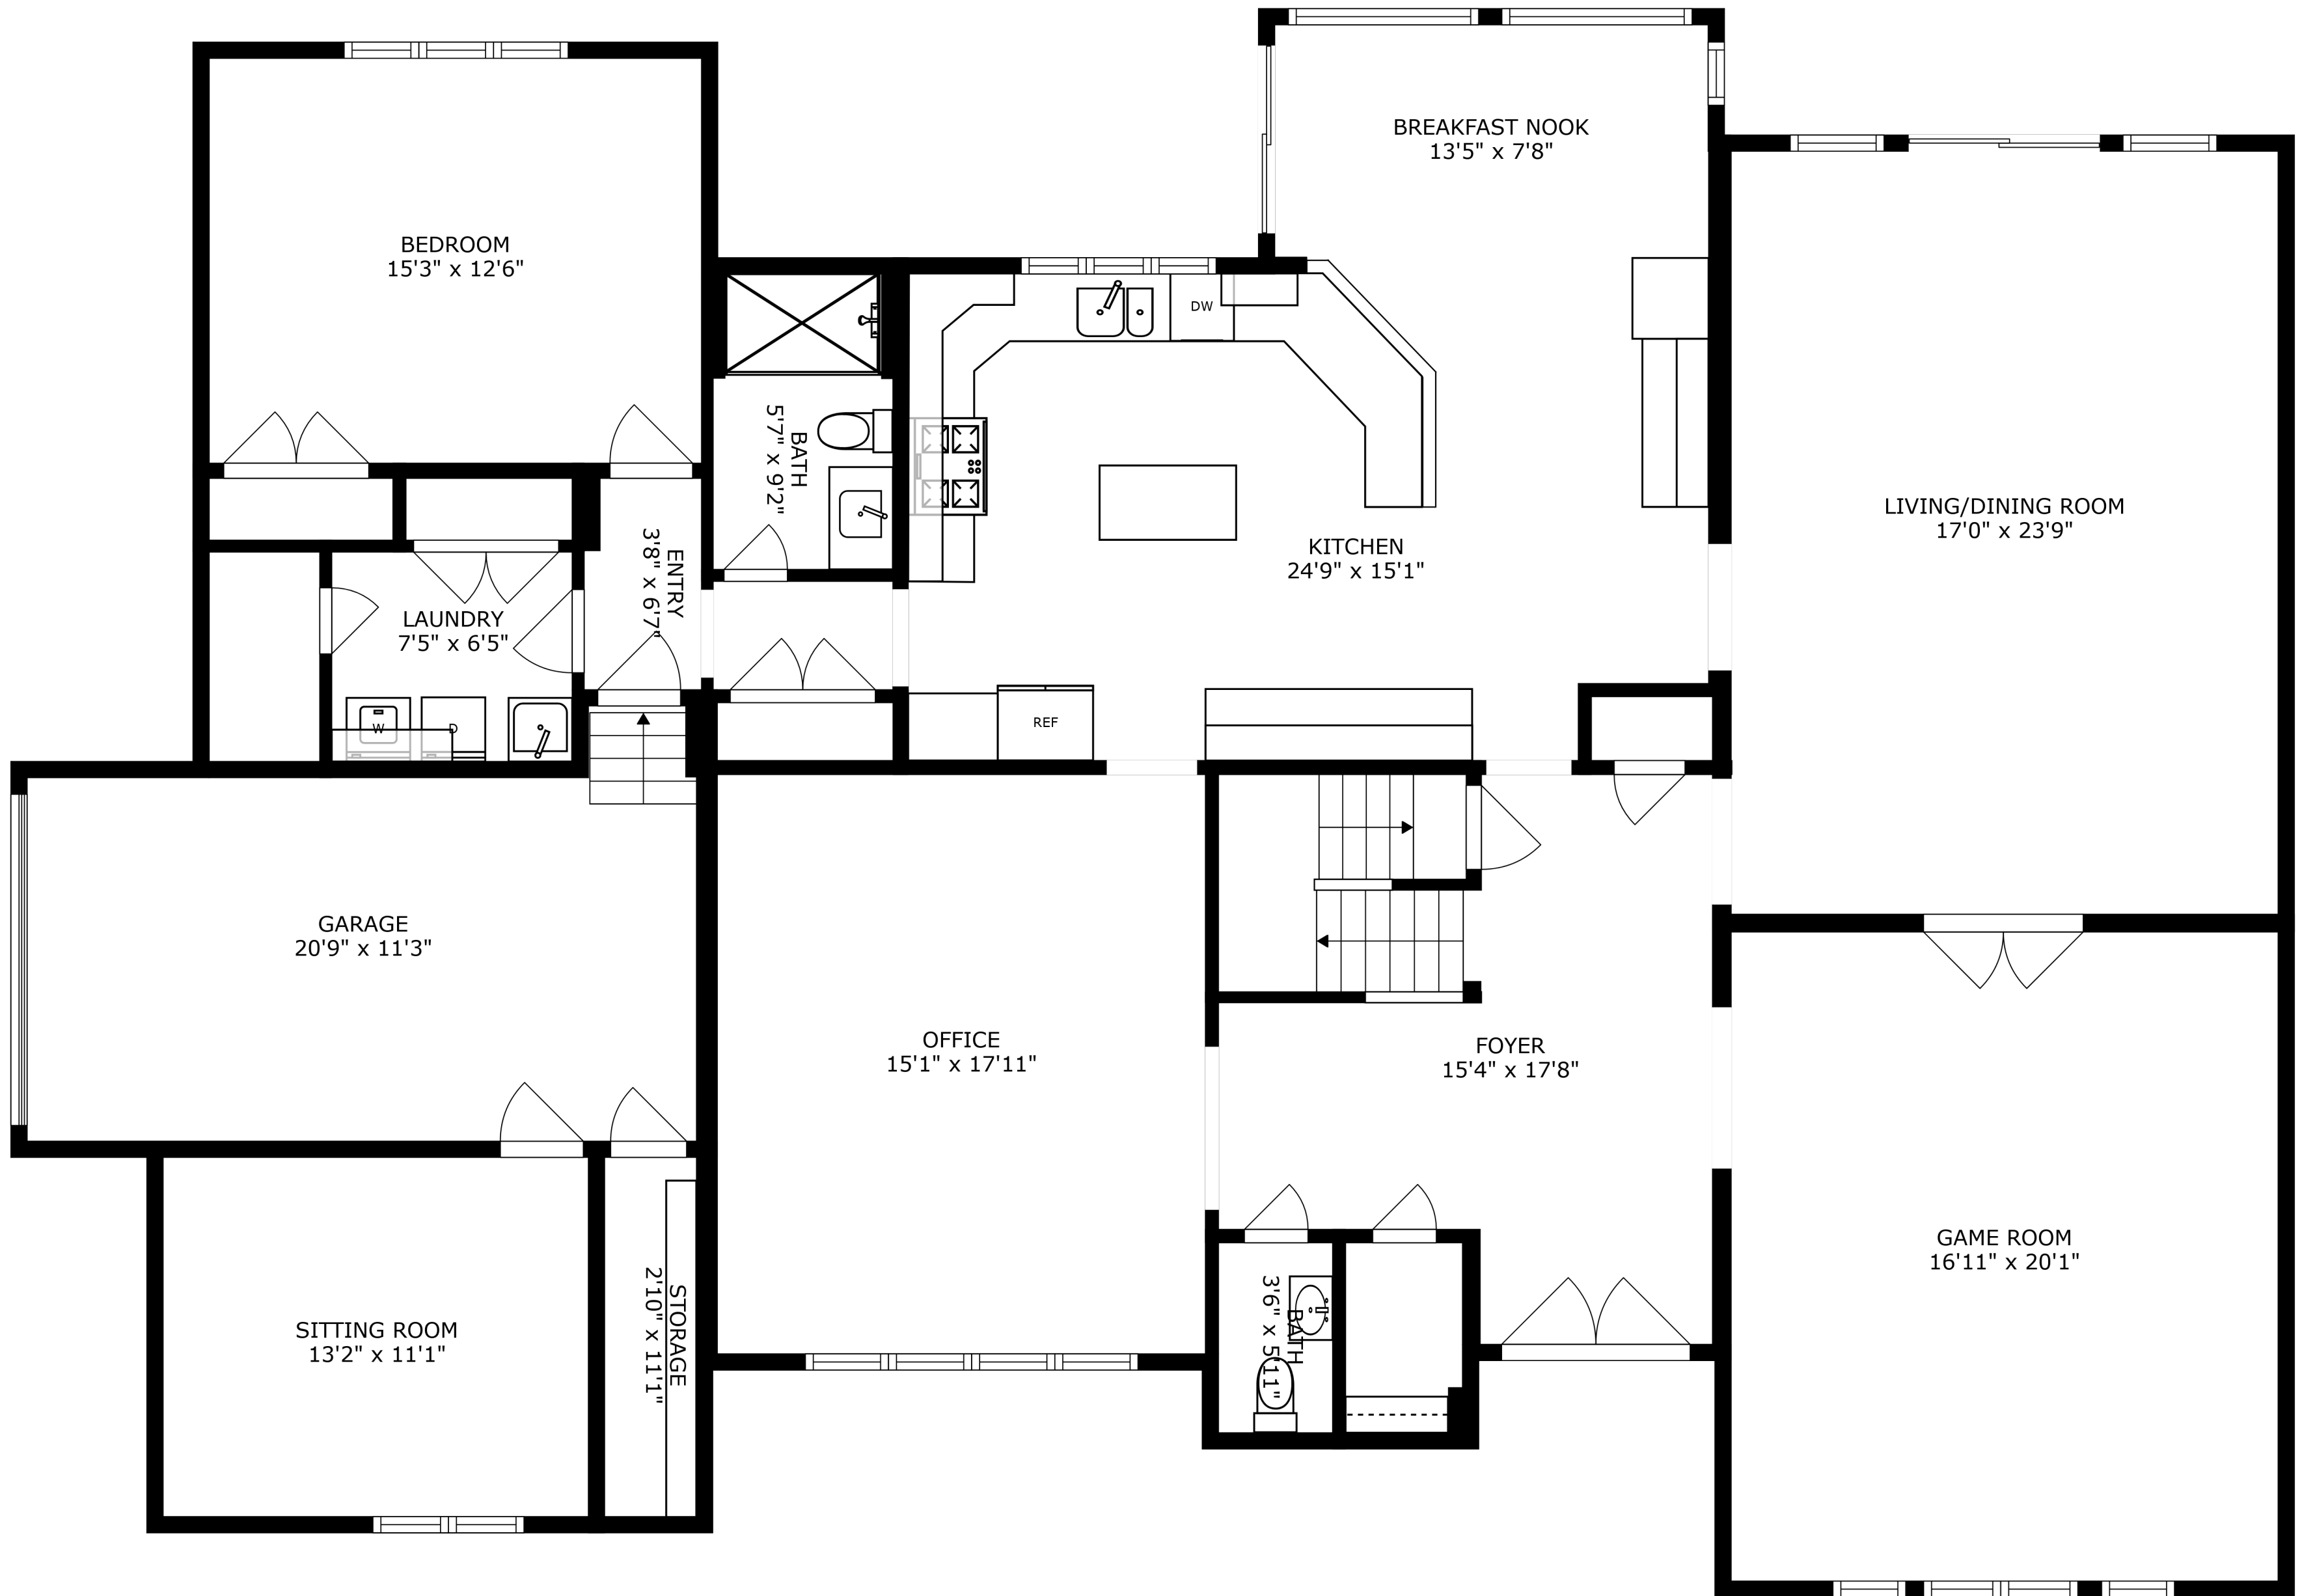 BREAKFAST NOOK
13'5" x 7'8"
BEDROOM
15'3" x 12'6"
DW
BATH
5'7" x 9'2"
LIVING/DINING ROOM
17'0" x 23'9"
KITCHEN
24'9" x 15'1"
ENTRY
3'8" x 6'7"
LAUNDRY
7'5" x 6'5"
W
D
REF
GARAGE
20'9" x 11'3"
OFFICE
15'1" x 17'11"
FOYER
15'4" x 17'8"
GAME ROOM
16'11" x 20'1"
SITTING ROOM
13'2" x 11'1"
STORAGE
2'10" x 11'1"
BATH
3'6" x 5'11"